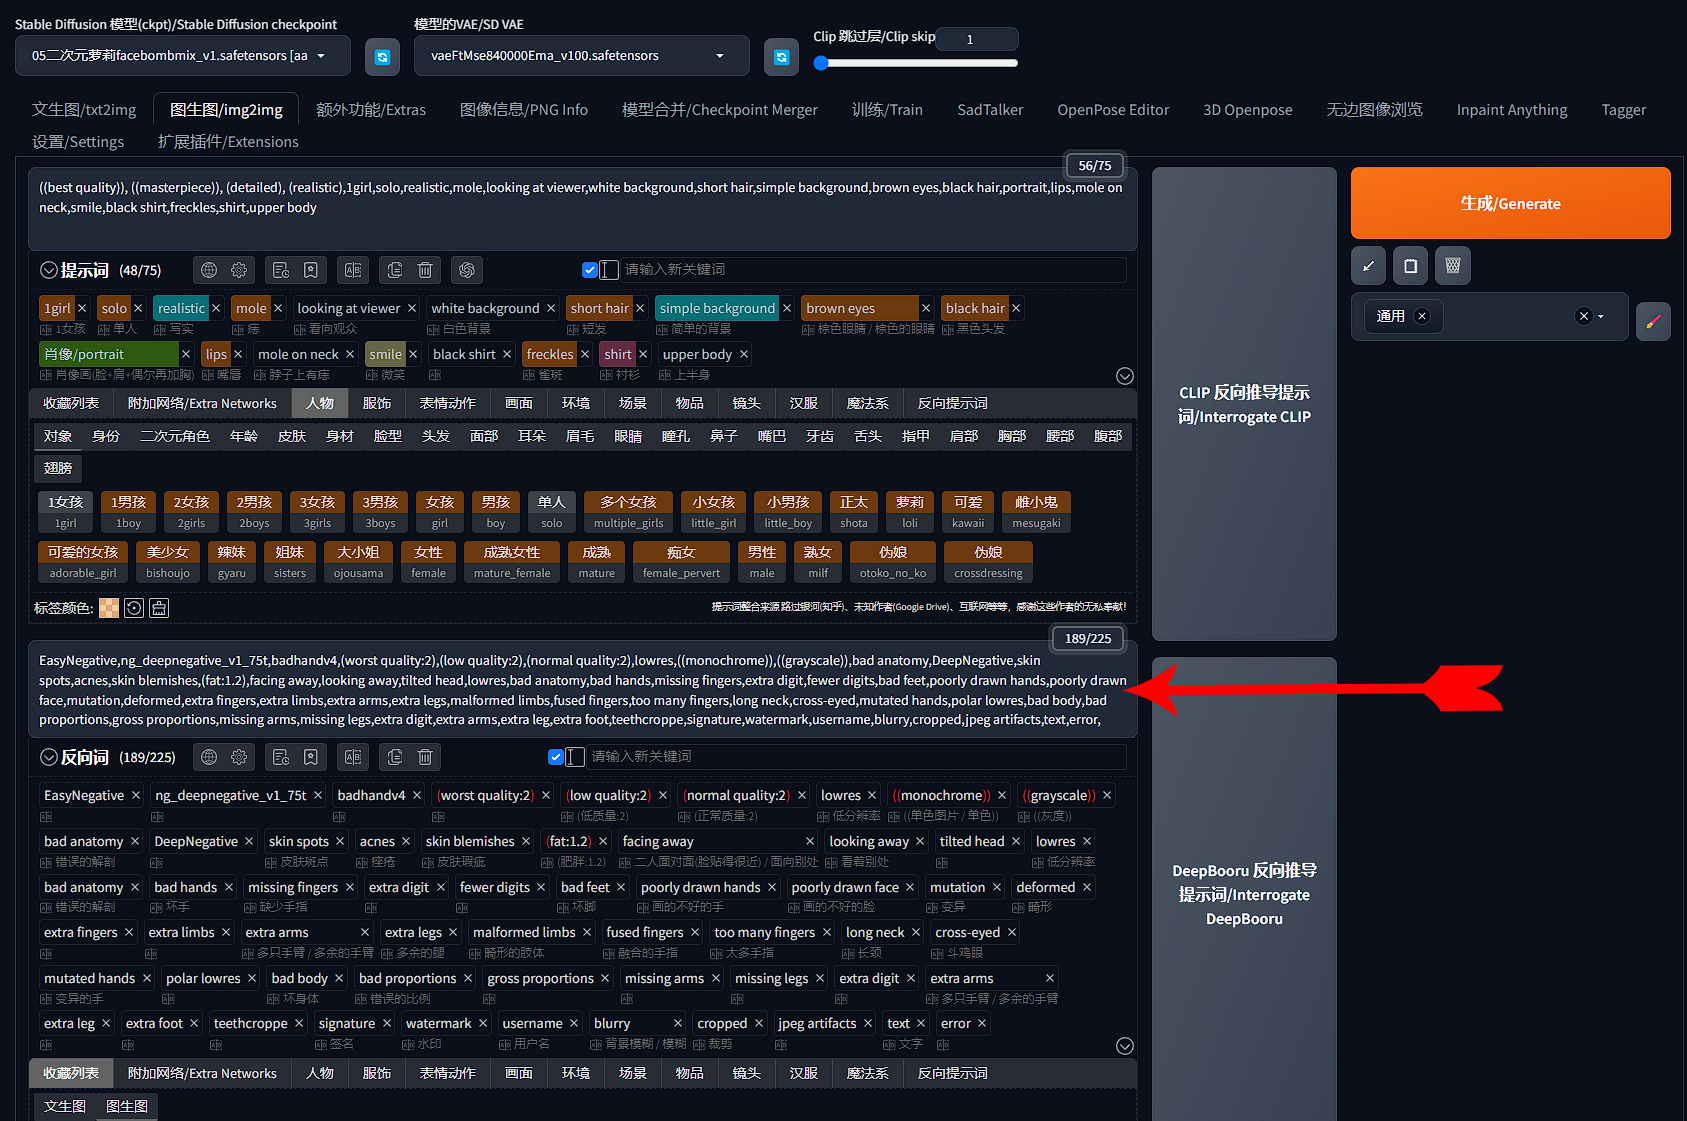 Stable Diffusion 模型(ckpt)/Stable Diffusion checkpoint
模型的VAE/SD VAE
Clip 跳过层/Clip skip
1
05二次元萝莉facebombmix_v1.safetensors [aa
vaeFtMse840000Ema_v100.safetensors
文生图/txt2img 图生图/img2img 额外功能/Extras 图像信息/PNG Info 模型合并/Checkpoint Merger 训练/Train SadTalker OpenPose Editor 3D Openpose 无边图像浏览 Inpaint Anything Tagger
设置/Settings 扩展插件/Extensions
56/75
((best quality)), ((masterpiece)), (detailed), (realistic),1girl,solo,realistic,mole,looking at viewer,white background,short hair,simple background,brown eyes,black hair,portrait,lips,mole on
neck,smile,black shirt,freckles,shirt,upper body
提示词 (48/75) 请输入新关键词
1girl × solo × realistic × mole × looking at viewer × white background × short hair × simple background × brown eyes × black hair ×
1女孩 单人 写实 痣 看向观众 白色背景 短发 简单的背景 棕色眼睛 / 棕色的眼睛 黑色头发
肖像/portrait × lips × mole on neck × smile × black shirt × freckles × shirt × upper body ×
肖像画(脸+肩+偶尔再加胸) 嘴唇 脖子上有痣 微笑 雀斑 衬衫 上半身
收藏列表 附加网络/Extra Networks 人物 服饰 表情动作 画面 环境 场景 物品 镜头 汉服 魔法系 反向提示词
对象 身份 二次元角色 年龄 皮肤 身材 脸型 头发 面部 耳朵 眉毛 眼睛 瞳孔 鼻子 嘴巴 牙齿 舌头 指甲 肩部 胸部 腰部 腹部
翅膀
1女孩 1男孩 2女孩 2男孩 3女孩 3男孩 女孩 男孩 单人 多个女孩 小女孩 小男孩 正太 萝莉 可爱 雌小鬼
1girl 1boy 2girls 2boys 3girls 3boys girl boy solo multiple_girls little_girl little_boy shota loli kawaii mesugaki
可爱的女孩 美少女 辣妹 姐妹 大小姐 女性 成熟女性 成熟 痴女 男性 熟女 伪娘 伪娘
adorable_girl bishoujo gyaru sisters ojousama female mature_female mature female_pervert male milf otoko_no_ko crossdressing
标签颜色:
提示词整合来源 路过银河(知乎)、未知作者(Google Drive)、互联网等等，感谢这些作者的无私奉献！
189/225
EasyNegative,ng_deepnegative_v1_75t,badhandv4,(worst quality:2),(low quality:2),(normal quality:2),lowres,((monochrome)),((grayscale)),bad anatomy,DeepNegative,skin
spots,acnes,skin blemishes,(fat:1.2),facing away,looking away,tilted head,lowres,bad anatomy,bad hands,missing fingers,extra digit,fewer digits,bad feet,poorly drawn hands,poorly drawn
face,mutation,deformed,extra fingers,extra limbs,extra arms,extra legs,malformed limbs,fused fingers,too many fingers,long neck,cross-eyed,mutated hands,polar lowres,bad body,bad
proportions,gross proportions,missing arms,missing legs,extra digit,extra arms,extra leg,extra foot,teethcroppe,signature,watermark,username,blurry,cropped,jpeg artifacts,text,error,
反向词 (189/225) 请输入新关键词
EasyNegative × ng_deepnegative_v1_75t × badhandv4 × (worst quality:2) × (low quality:2) × (normal quality:2) × lowres × ((monochrome)) × ((grayscale)) ×
(低质量:2) (正常质量:2) 低分辨率 ((单色图片 / 单色)) ((灰度))
bad anatomy × DeepNegative × skin spots × acnes × skin blemishes × (fat:1.2) × facing away × looking away × tilted head × lowres ×
错误的解剖 皮肤斑点 痤疮 皮肤瑕疵 (肥胖:1.2) 二人面对面(脸贴得很近) / 面向别处 看着别处 低分辨率
bad anatomy × bad hands × missing fingers × extra digit × fewer digits × bad feet × poorly drawn hands × poorly drawn face × mutation × deformed ×
错误的解剖 坏手 缺少手指 坏脚 画的不好的手 画的不好的脸 变异 畸形
extra fingers × extra limbs × extra arms × extra legs × malformed limbs × fused fingers × too many fingers × long neck × cross-eyed ×
多只手臂 / 多余的手臂 多余的腿 畸形的肢体 融合的手指 太多手指 长颈 斗鸡眼
mutated hands × polar lowres × bad body × bad proportions × gross proportions × missing arms × missing legs × extra digit × extra arms ×
变异的手 坏身体 错误的比例 多只手臂 / 多余的手臂
extra leg × extra foot × teethcroppe × signature × watermark × username × blurry × cropped × jpeg artifacts × text × error ×
签名 水印 用户名 背景模糊 / 模糊 裁剪 文字
收藏列表 附加网络/Extra Networks 人物 服饰 表情动作 画面 环境 场景 物品 镜头 汉服 魔法系 反向提示词
文生图 图生图
CLIP 反向推导提示
词/Interrogate CLIP
DeepBooru 反向推导
提示词/Interrogate
DeepBooru
生成/Generate
通用